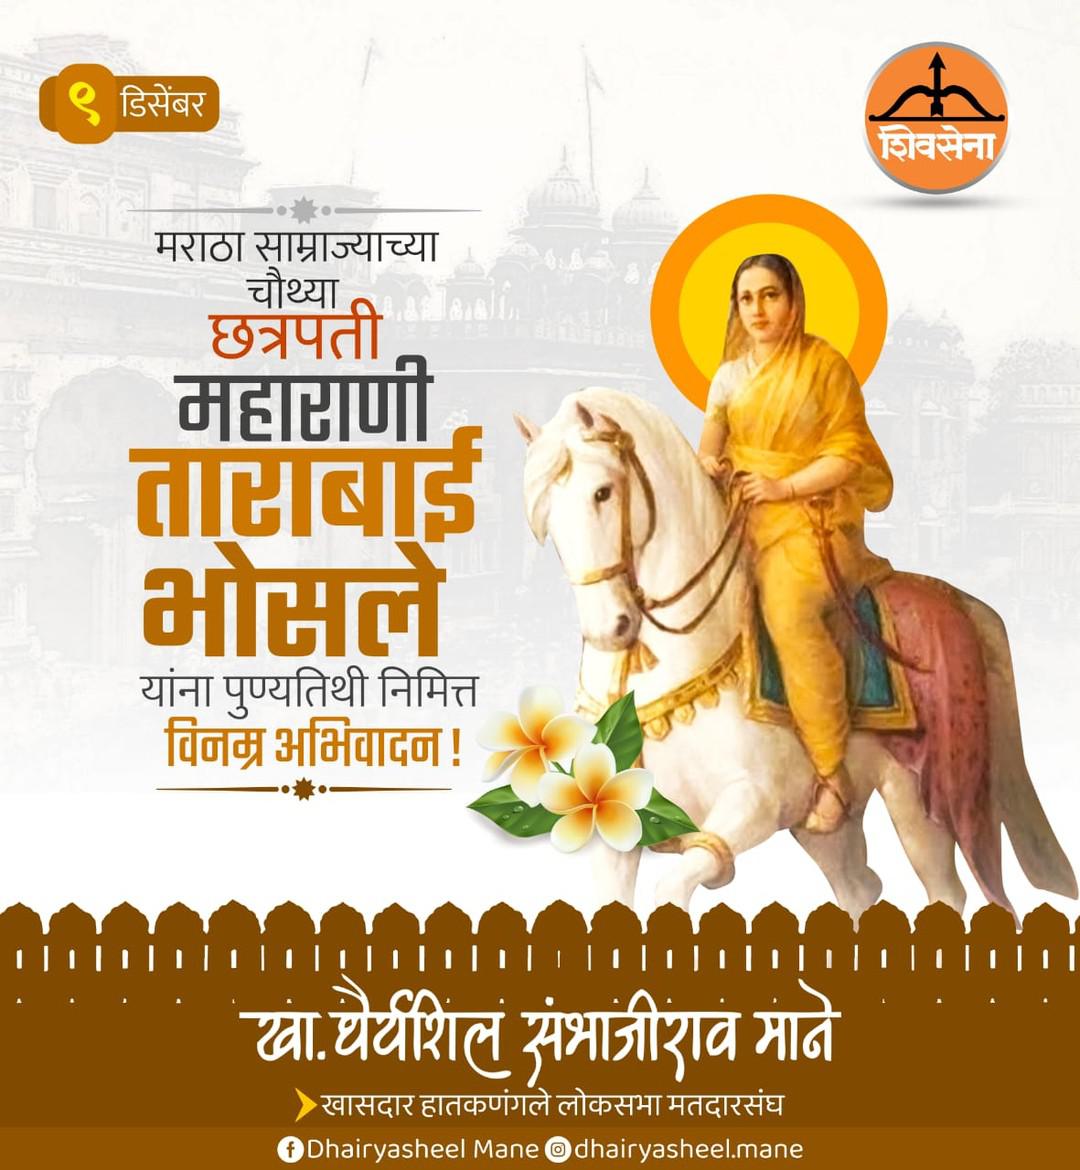 ९ डिसेंबर
शिवसेना
मराठा साम्राज्याच्या
चौथ्या
छत्रपती
महाराणी
ताराबाई
भोसले
यांना पुण्यतिथी निमित्त
विनम्र अभिवादन !
खा. धैर्यशिल संभाजीराव माने
खासदार हातकणंगले लोकसभा मतदारसंघ
Dhairyasheel Mane dhairyasheel.mane